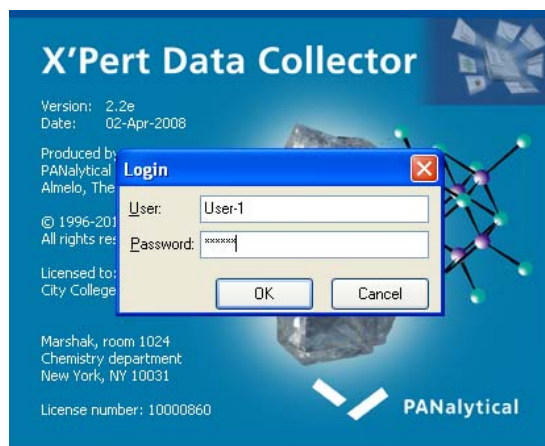 X'Pert Data Collector
Version: 2.2e
Date: 02-Apr-2008
Produced by
PANalytical
Almelo, The
© 1996-201
All rights res
Licensed to:
City College
Login
User: User-1
Password: ******
OK Cancel
Marshak, room 1024
Chemistry department
New York, NY 10031
License number: 10000860
PANalytical